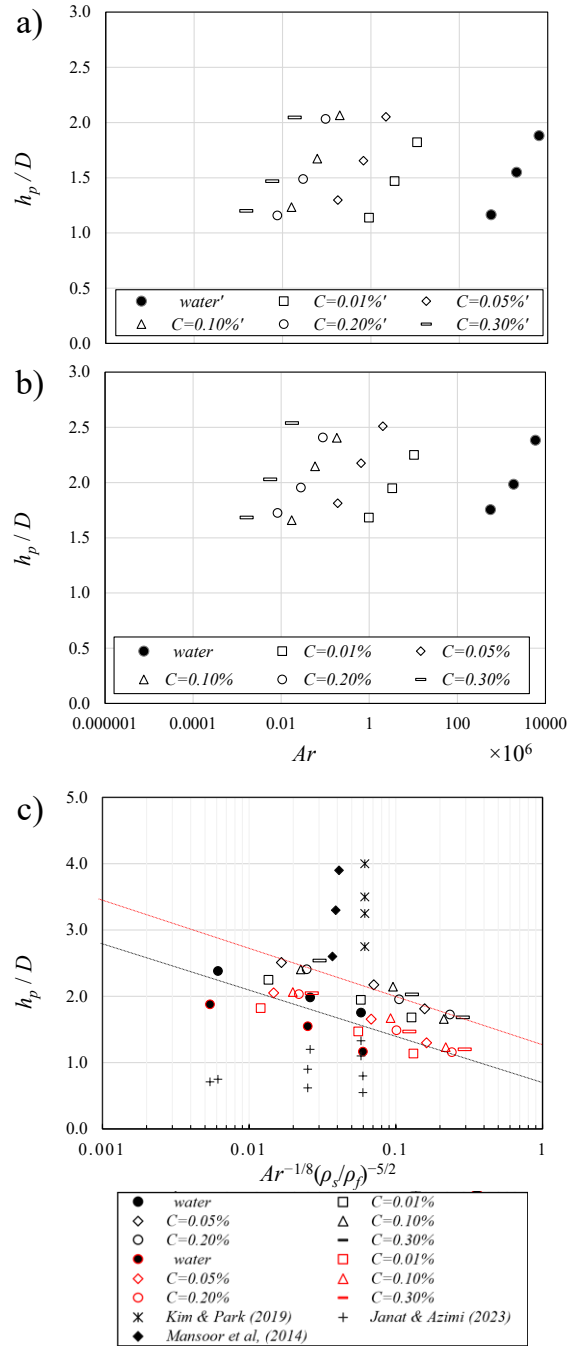 a)
3.0
2.5
2.0
1.5
1.0
0.5
0.0
h_p / D
water' C=0.01%' C=0.05%'
C=0.10%' C=0.20%' C=0.30%'
b)
3.0
2.5
2.0
1.5
1.0
0.5
0.0
h_p / D
water C=0.01% C=0.05%
C=0.10% C=0.20% C=0.30%
0.000001 0.0001 0.01 1 100 10000
Ar ×10⁶
c)
5.0
4.0
3.0
2.0
1.0
0.0
h_p / D
0.001 0.01 0.1 1
Ar⁻¹/⁸(ρₛ/ρ_f)⁻⁵/²
water C=0.01%
C=0.05% C=0.10%
C=0.20% C=0.30%
water C=0.01%
C=0.05% C=0.10%
C=0.20% C=0.30%
Kim & Park (2019) Janat & Azimi (2023)
Mansoor et al, (2014)